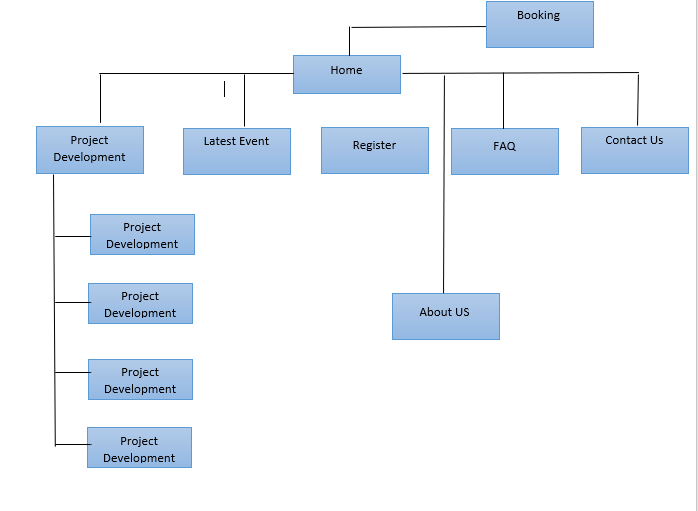 Booking
Home
Project
Development
Latest Event
Register
FAQ
Contact Us
Project
Development
Project
Development
About US
Project
Development
Project
Development